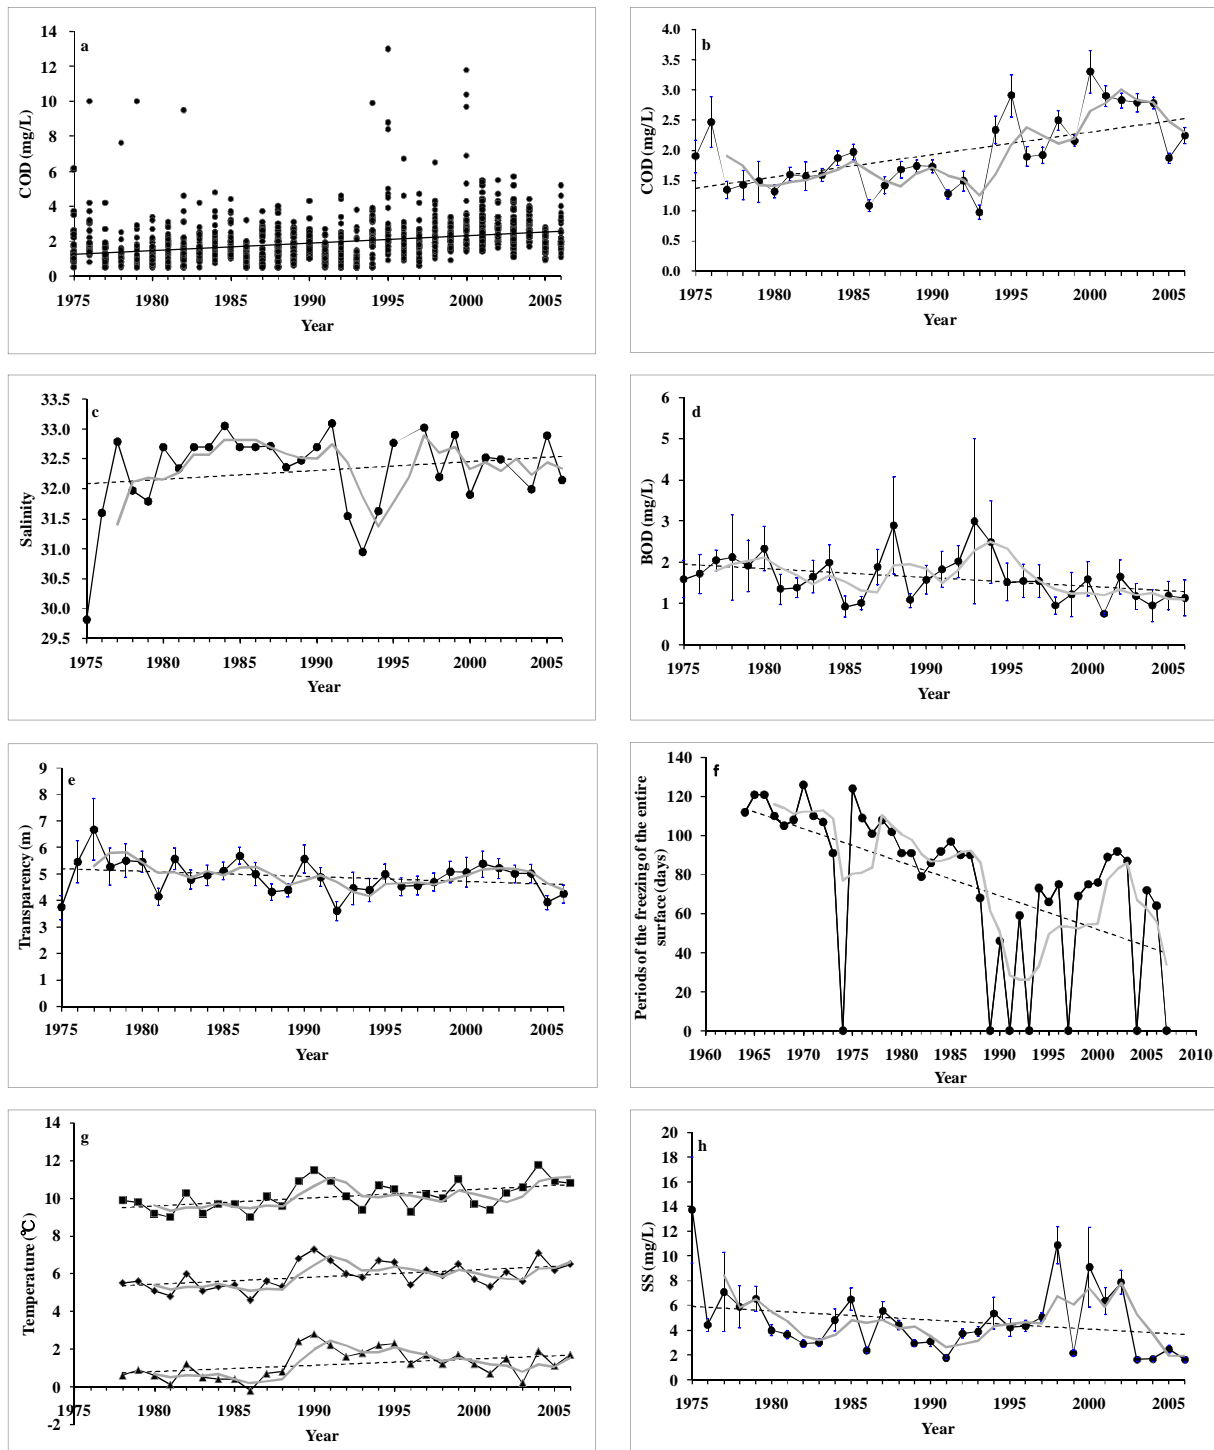 a
COD (mg/L)
14
12
10
8
6
4
2
0
1975 1980 1985 1990 1995 2000 2005
Year
b
COD (mg/L)
4.0
3.5
3.0
2.5
2.0
1.5
1.0
0.5
0.0
1975 1980 1985 1990 1995 2000 2005
Year
c
Salinity
33.5
33.0
32.5
32.0
31.5
31.0
30.5
30.0
29.5
1975 1980 1985 1990 1995 2000 2005
Year
d
BOD (mg/L)
6
5
4
3
2
1
0
1975 1980 1985 1990 1995 2000 2005
Year
e
Transparency (m)
9
8
7
6
5
4
3
2
1
0
1975 1980 1985 1990 1995 2000 2005
Year
f
Periods of the freezing of the entire
surface (days)
140
120
100
80
60
40
20
0
1960 1965 1970 1975 1980 1985 1990 1995 2000 2005 2010
Year
g
Temperature (℃)
14
12
10
8
6
4
2
0
-2
1975 1980 1985 1990 1995 2000 2005
Year
h
SS (mg/L)
20
18
16
14
12
10
8
6
4
2
0
1975 1980 1985 1990 1995 2000 2005
Year